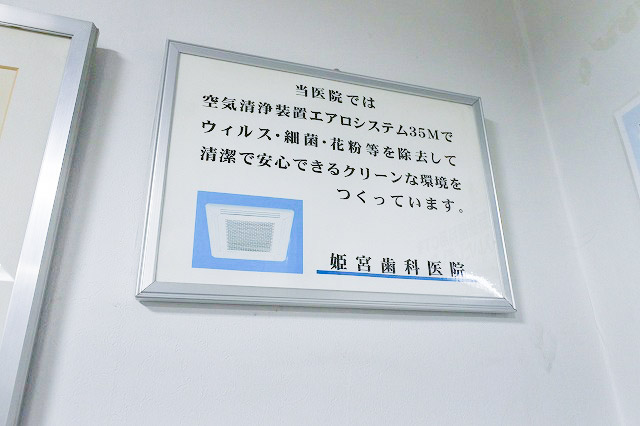 当医院では
空気清浄装置エアロシステム35Mで
ウィルス・細菌・花粉等を除去して
清潔で安心できるクリーンな環境を
つくっています。
姫宮歯科医院